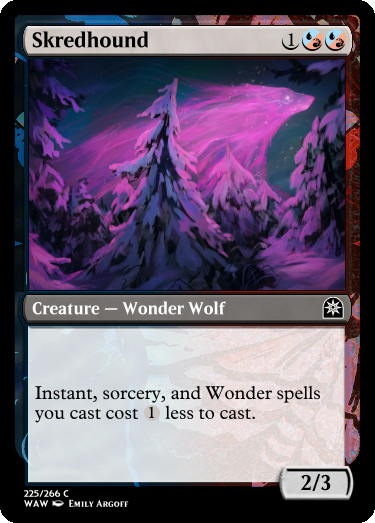 Skredhound 1
Creature — Wonder Wolf
Instant, sorcery, and Wonder spells
you cast cost 1 less to cast.
2/3
225/266 C
WAW Emily Argoff